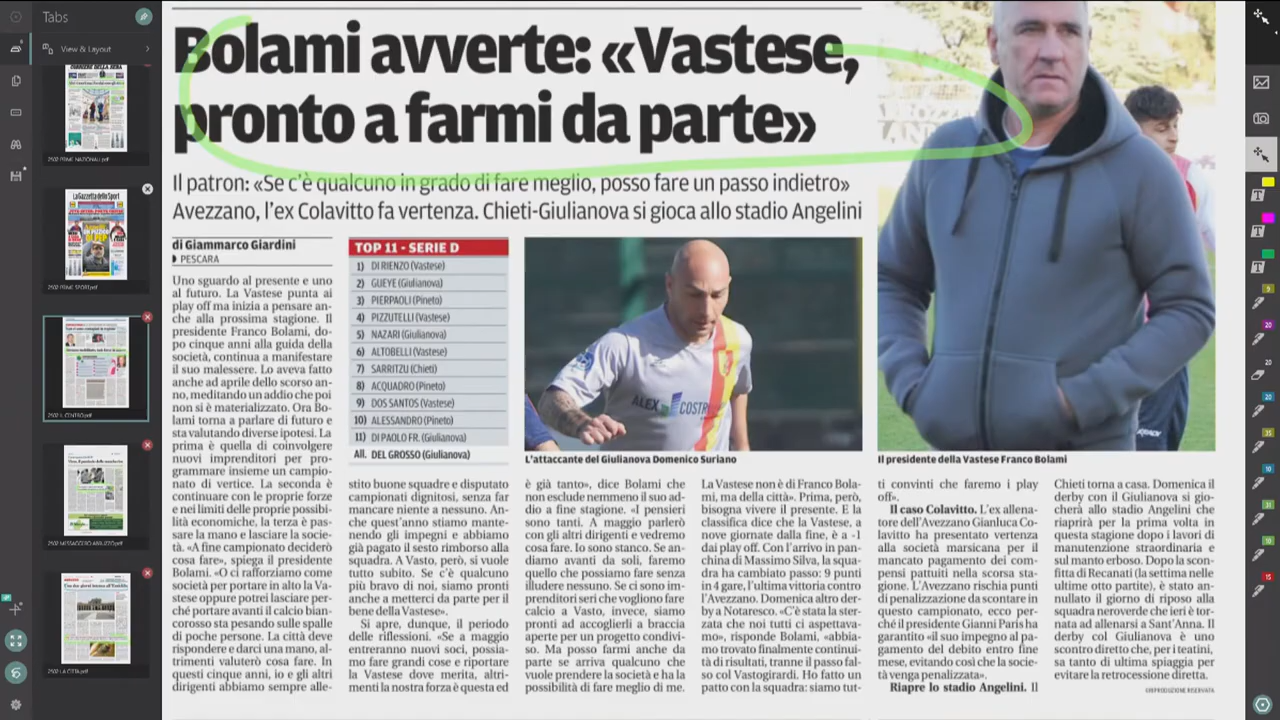 Tabs
View & Layout
2502 PRIME NAZIONALI.pdf
La Gazzetta dello Sport
2502 PRIME SPORT.pdf
2502 IL CENTRO.pdf
2502 MESSAGGERO ABRUZZO.pdf
2502 LA CITTA'.pdf
Bolami avverte: «Vastese,
pronto a farmi da parte»
Il patron: «Se c'è qualcuno in grado di fare meglio, posso fare un passo indietro»
Avezzano, l'ex Colavitto fa vertenza. Chieti-Giulianova si gioca allo stadio Angelini
di Giammarco Giardini
PESCARA
Uno sguardo al presente e uno
al futuro. La Vastese punta ai
play off ma inizia a pensare an-
che alla prossima stagione. Il
presidente Franco Bolami, do-
po cinque anni alla guida della
società, continua a manifestare
il suo malessere. Lo aveva fatto
anche ad aprile dello scorso an-
no, meditando un addio che poi
non si è materializzato. Ora Bo-
lami torna a parlare di futuro e
sta valutando diverse ipotesi. La
prima è quella di coinvolgere
nuovi imprenditori per pro-
grammare insieme un campio-
nato di vertice. La seconda è
continuare con le proprie forze
e nei limiti delle proprie possibi-
lità economiche, la terza è pas-
sare la mano e lasciare la socie-
tà. «A fine campionato deciderò
cosa fare», spiega il presidente
Bolami. «O ci rafforziamo come
società per portare in alto la Va-
stese oppure potrei lasciare per-
ché portare avanti il calcio bian-
corosso sta pesando sulle spalle
di poche persone. La città deve
rispondere e darci una mano, al-
trimenti valuterò cosa fare. In
questi cinque anni, io e gli altri
dirigenti abbiamo sempre alle-
TOP 11 - SERIE D
1) DI RIENZO (Vastese)
2) GUEYE (Giulianova)
3) PIERPAOLI (Pineto)
4) PIZZUTELLI (Vastese)
5) NAZARI (Giulianova)
6) ALTOBELLI (Vastese)
7) SARRITZU (Chieti)
8) ACQUADRO (Pineto)
9) DOS SANTOS (Vastese)
10) ALESSANDRO (Pineto)
11) DI PAOLO FR. (Giulianova)
All. DEL GROSSO (Giulianova)
ALEX COSTR
L'attaccante del Giulianova Domenico Suriano
Il presidente della Vastese Franco Bolami
stito buone squadre e disputato
campionati dignitosi, senza far
mancare niente a nessuno. An-
che quest'anno stiamo mante-
nendo gli impegni e abbiamo
già pagato il sesto rimborso alla
squadra. A Vasto, però, si vuole
tutto subito. Se c'è qualcuno
più bravo di noi, siamo pronti
anche a metterci da parte per il
bene della Vastese».
Si apre, dunque, il periodo
delle riflessioni. «Se a maggio
entreranno nuovi soci, possia-
mo fare grandi cose e riportare
la Vastese dove merita, altri-
menti la nostra forza è questa ed
e già tanto», dice Bolami che
non esclude nemmeno il suo ad-
dio a fine stagione. «I pensieri
sono tanti. A maggio parlerò
con gli altri dirigenti e vedremo
cosa fare. Io sono stanco. Se an-
diamo avanti da soli, faremo
quello che possiamo fare senza
illudere nessuno. Se ci sono im-
prenditori seri che vogliono fare
calcio a Vasto, invece, siamo
pronti ad accoglierli a braccia
aperte per un progetto condivi-
so. Ma posso farmi anche da
parte se arriva qualcuno che
vuole prendere la società e ha la
possibilità di fare meglio di me.
La Vastese non è di Franco Bola-
mi, ma della città». Prima, però,
bisogna vivere il presente. E la
classifica dice che la Vastese, a
nove giornate dalla fine, è a -1
dai play off. Con l'arrivo in pan-
china di Massimo Silva, la squa-
dra ha cambiato passo: 9 punti
in 4 gare, l'ultima vittoria contro
l'Avezzano. Domenica altro der-
by a Notaresco. «C'è stata la ster-
zata che noi tutti ci aspettava-
mo», risponde Bolami, «abbia-
mo trovato finalmente continui-
tà di risultati, tranne il passo fal-
so col Vastogirardi. Ho fatto un
patto con la squadra: siamo tut-
ti convinti che faremo i play
off».
Il caso Colavitto. L'ex allena-
tore dell'Avezzano Gianluca Co-
lavitto ha presentato vertenza
alla società marsicana per il
mancato pagamento dei com-
pensi pattuiti nella scorsa sta-
gione. L'Avezzano rischia punti
di penalizzazione da scontare in
questo campionato, ecco per-
ché il presidente Gianni Paris ha
garantito «il suo impegno al pa-
gamento del debito entro fine
mese, evitando così che la socie-
tà venga penalizzata».
Riapre lo stadio Angelini. Il
Chieti torna a casa. Domenica il
derby con il Giulianova si gio-
cherà allo stadio Angelini che
riaprirà per la prima volta in
questa stagione dopo i lavori di
manutenzione straordinaria e
sul manto erboso. Dopo la scon-
fitta di Recanati (la settima nelle
ultime otto partite), è stato an-
nullato il giorno di riposo alla
squadra neroverde che ieri è tor-
nata ad allenarsi a Sant'Anna. Il
derby col Giulianova è uno
scontro diretto che, per i teatini,
sa tanto di ultima spiaggia per
evitare la retrocessione diretta.
©RIPRODUZIONE RISERVATA